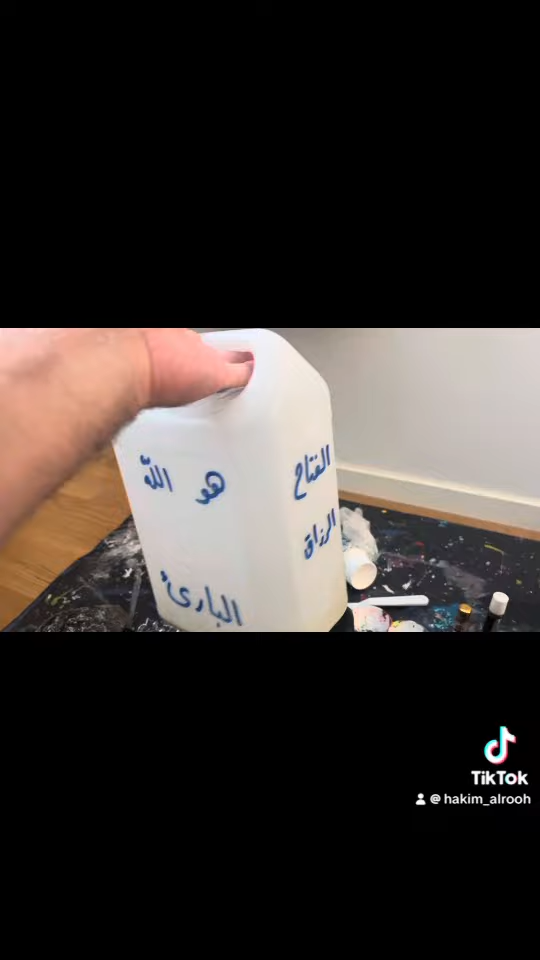 هو الله
البارئ
الفتاح
الرزاق
TikTok
@ hakim_alrooh